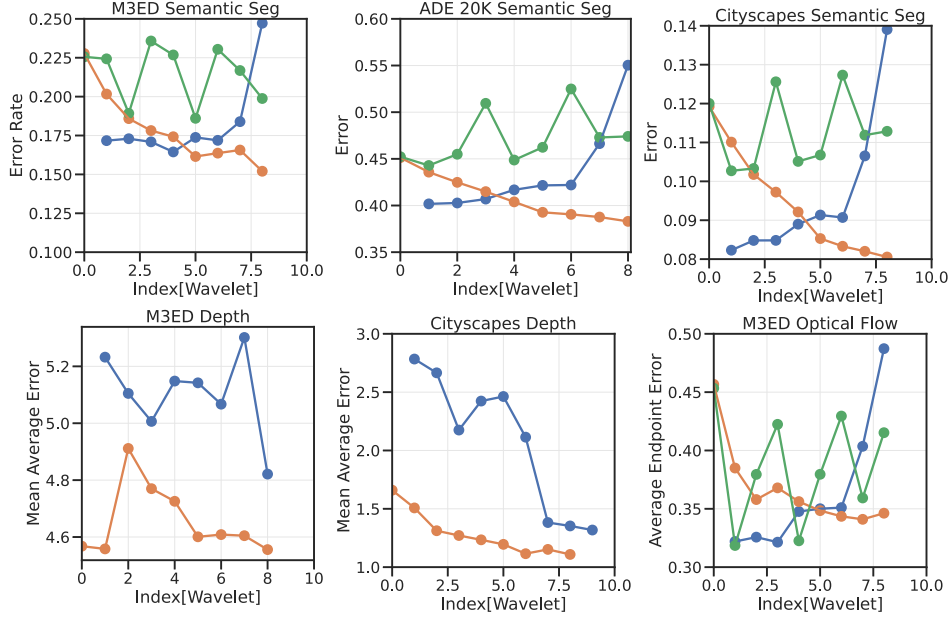 M3ED Semantic Seg
Error Rate
0.250
0.225
0.200
0.175
0.150
0.125
0.100
0.0 2.5 5.0 7.5 10.0
Index[Wavelet]
ADE 20K Semantic Seg
Error
0.60
0.55
0.50
0.45
0.40
0.35
0 2 4 6 8
Index[Wavelet]
Cityscapes Semantic Seg
Error
0.14
0.13
0.12
0.11
0.10
0.09
0.08
0.0 2.5 5.0 7.5 10.0
Index[Wavelet]
M3ED Depth
Mean Average Error
5.2
5.0
4.8
4.6
0 2 4 6 8 10
Index[Wavelet]
Cityscapes Depth
Mean Average Error
3.0
2.5
2.0
1.5
1.0
0.0 2.5 5.0 7.5 10.0
Index[Wavelet]
M3ED Optical Flow
Average Endpoint Error
0.50
0.45
0.40
0.35
0.30
0.0 2.5 5.0 7.5 10.0
Index[Wavelet]